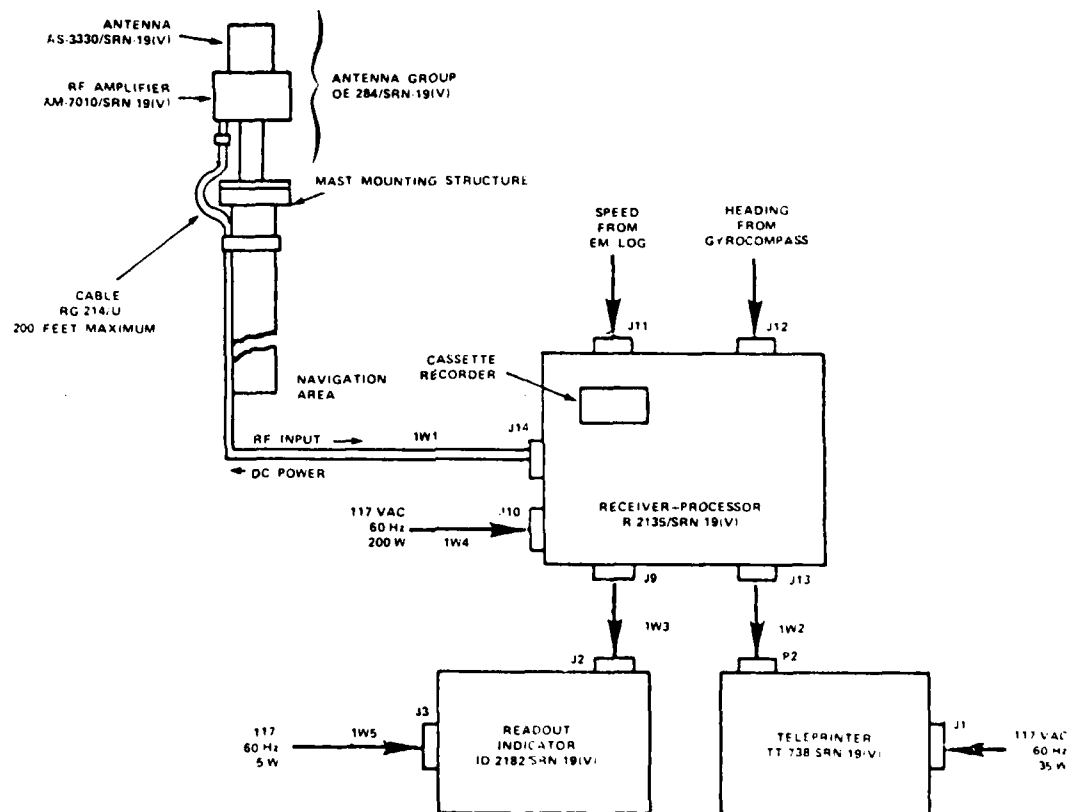 ANTENNA
AS-3330/SRN-19(V)
RF AMPLIFIER
AM-7010/SRN 19(V)
ANTENNA GROUP
OE 284/SRN-19(V)
MAST MOUNTING STRUCTURE
CABLE
RG 214/U
200 FEET MAXIMUM
NAVIGATION
AREA
SPEED
FROM
EM LOG
HEADING
FROM
GYROCOMPASS
J11
J12
CASSETTE
RECORDER
RF INPUT
1W1
J14
DC POWER
117 VAC
60 Hz
200 W
1W4
J10
RECEIVER-PROCESSOR
R 2135/SRN 19(V)
J9
J13
1W3
1W2
J2
P2
117
60 Hz
5 W
1W5
J3
READOUT
INDICATOR
ID 2182/SRN 19(V)
TELEPRINTER
TT 738 SRN 19(V)
J1
117 VAC
60 Hz
35 W